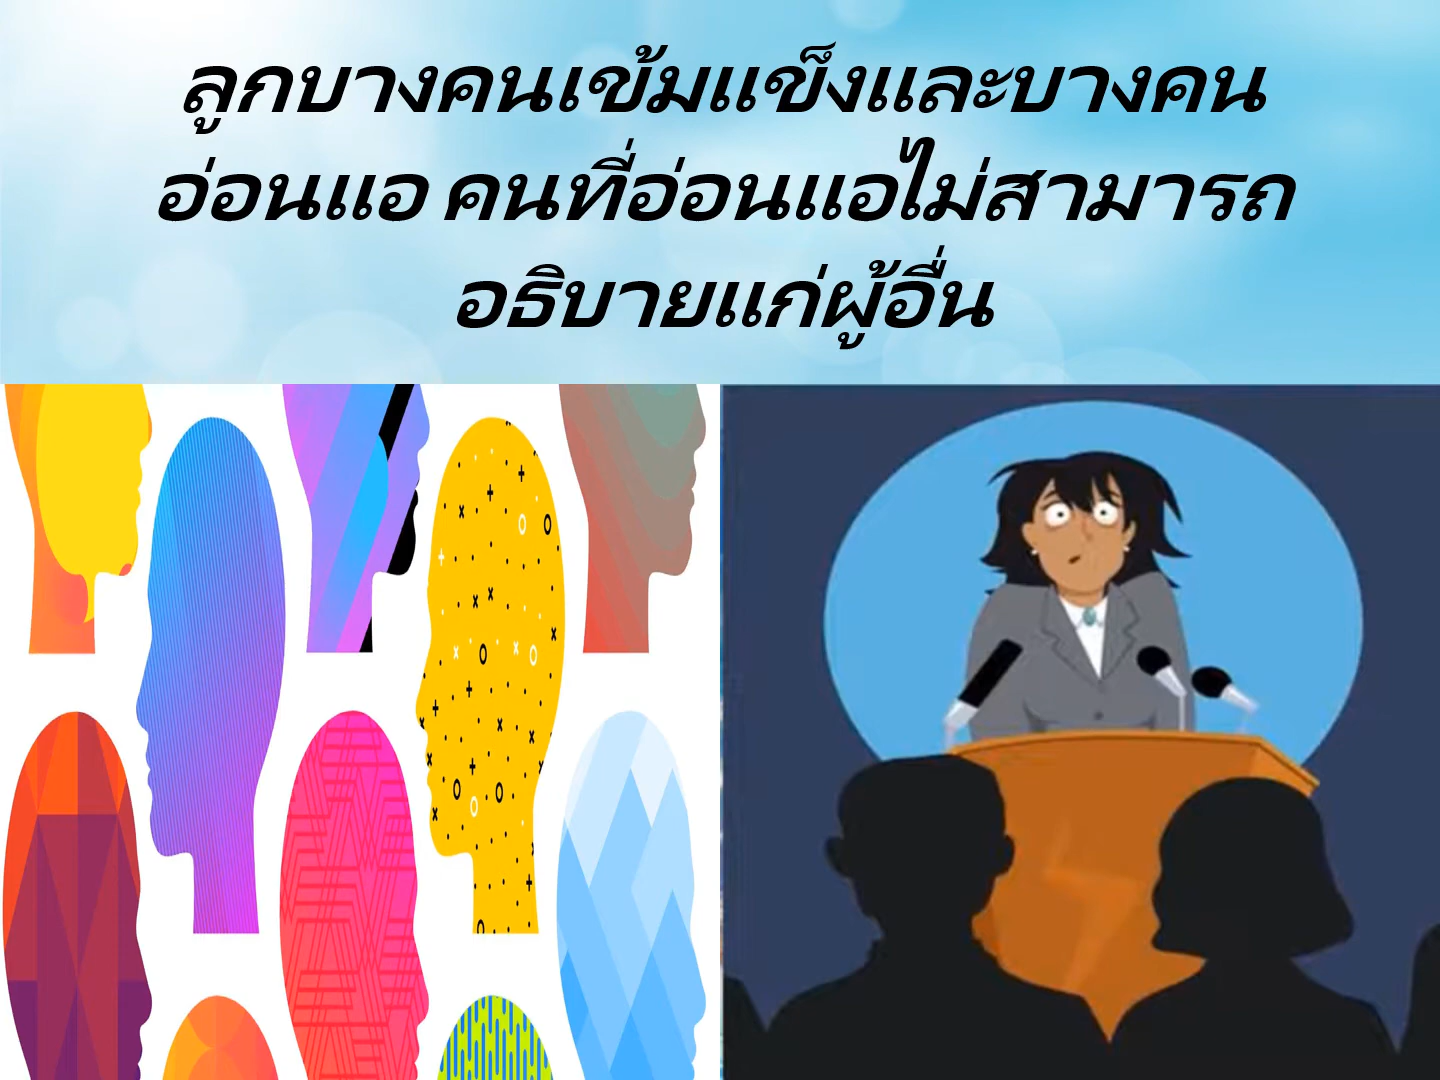 ลูกบางคนเข้มแข็งและบางคน
อ่อนแอ คนที่อ่อนแอไม่สามารถ
อธิบายแก่ผู้อื่น